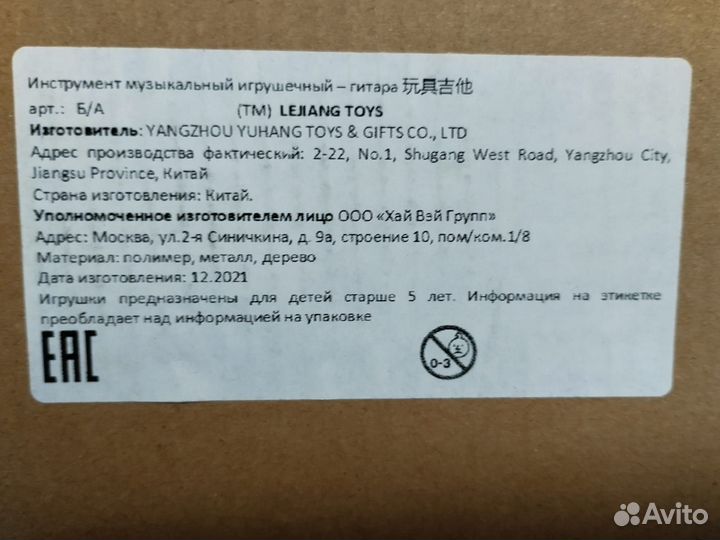 Инструмент музыкальный игрушечный – гитара 玩具吉他
арт.: Б/А (ТМ) LEJIANG TOYS
Изготовитель: YANGZHOU YUHANG TOYS & GIFTS CO., LTD
Адрес производства фактический: 2-22, No.1, Shugang West Road, Yangzhou City,
Jiangsu Province, Китай
Страна изготовления: Китай.
Уполномоченное изготовителем лицо ООО «Хай Вэй Групп»
Адрес: Москва, ул.2-я Синичкина, д. 9а, строение 10, пом/ком.1/8
Материал: полимер, металл, дерево
Дата изготовления: 12.2021
Игрушки предназначены для детей старше 5 лет. Информация на этикетке
преобладает над информацией на упаковке
EAC
0-3
Avito